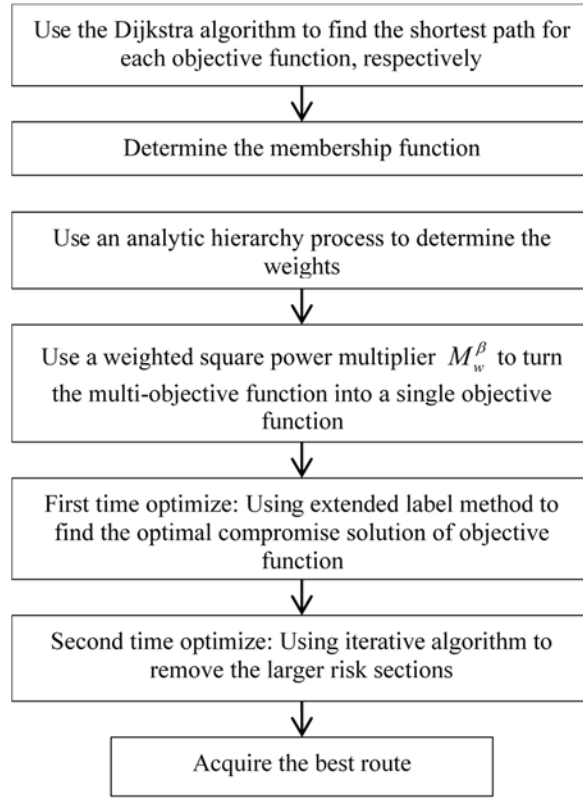 Use the Dijkstra algorithm to find the shortest path for
each objective function, respectively
Determine the membership function
Use an analytic hierarchy process to determine the
weights
Use a weighted square power multiplier $M_w^\beta$ to turn
the multi-objective function into a single objective
function
First time optimize: Using extended label method to
find the optimal compromise solution of objective
function
Second time optimize: Using iterative algorithm to
remove the larger risk sections
Acquire the best route